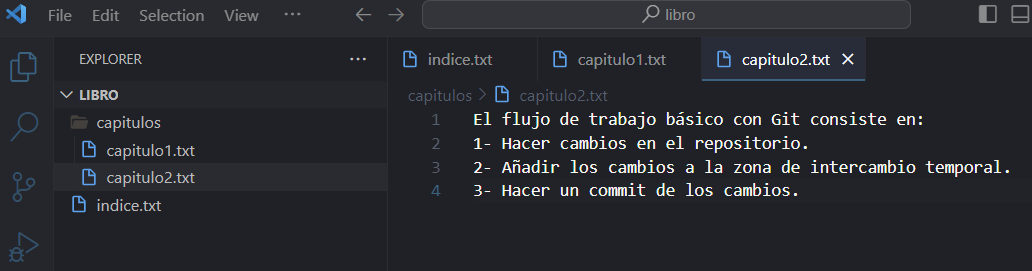 File Edit Selection View ··· libro
EXPLORER ···
LIBRO
capitulos
capitulo1.txt
capitulo2.txt
indice.txt
indice.txt capitulo1.txt capitulo2.txt
capitulos > capitulo2.txt
1 El flujo de trabajo básico con Git consiste en:
2 1- Hacer cambios en el repositorio.
3 2- Añadir los cambios a la zona de intercambio temporal.
4 3- Hacer un commit de los cambios.